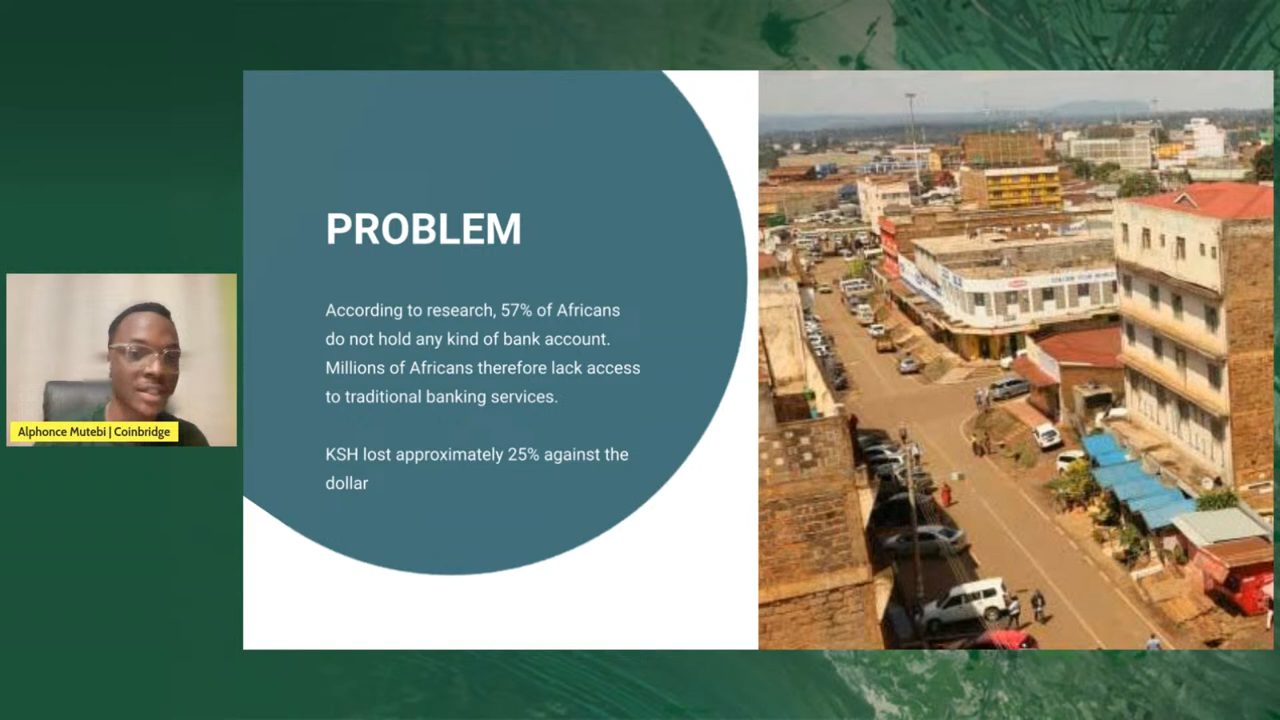 PROBLEM
According to research, 57% of Africans
do not hold any kind of bank account.
Millions of Africans therefore lack access
to traditional banking services.
KSH lost approximately 25% against the
dollar
Alphonce Mutebi | Coinbridge